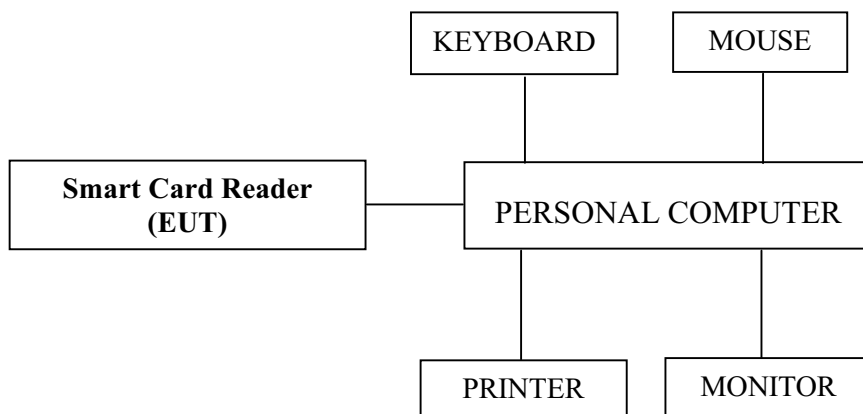 KEYBOARD
MOUSE
Smart Card Reader
(EUT)
PERSONAL COMPUTER
PRINTER
MONITOR